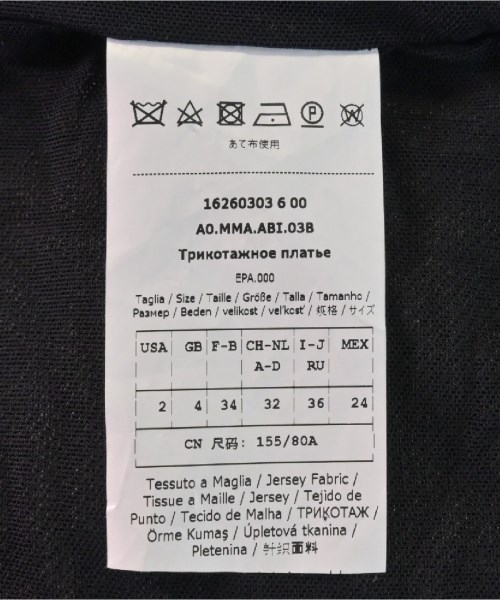 P
W
あて布使用
16260303 6 00
A0.MMA.ABI.03B
Трикотажное платье
EPA.000
Taglia / Size / Taille / Größe / Talla / Tamanho /
Размер / Beden / velikost / veľkosť / 规格 / サイズ
USA GB F-B CH-NL A-D I-J RU MEX
2 4 34 32 36 24
CN 尺码: 155/80A
Tessuto a Maglia / Jersey Fabric /
Tissue a Maille / Jersey / Tejido de
Punto / Tecido de Malha / ТРИКОТАЖ /
Örme Kumaş / Úpletová tkanina /
Pletenina / 针织面料